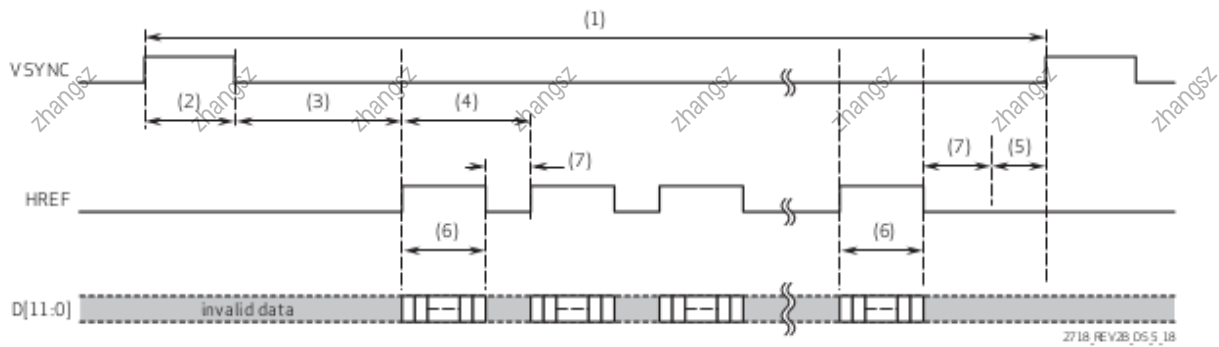 (1)
VSYNC
(2) (3) (4)
zhangsz zhangsz zhangsz zhangsz zhangsz zhangsz zhangsz zhangsz
(7) (7) (5)
HREF
(6) (6)
D[11:0] invalid data
2718_REV2B_DS_5_18